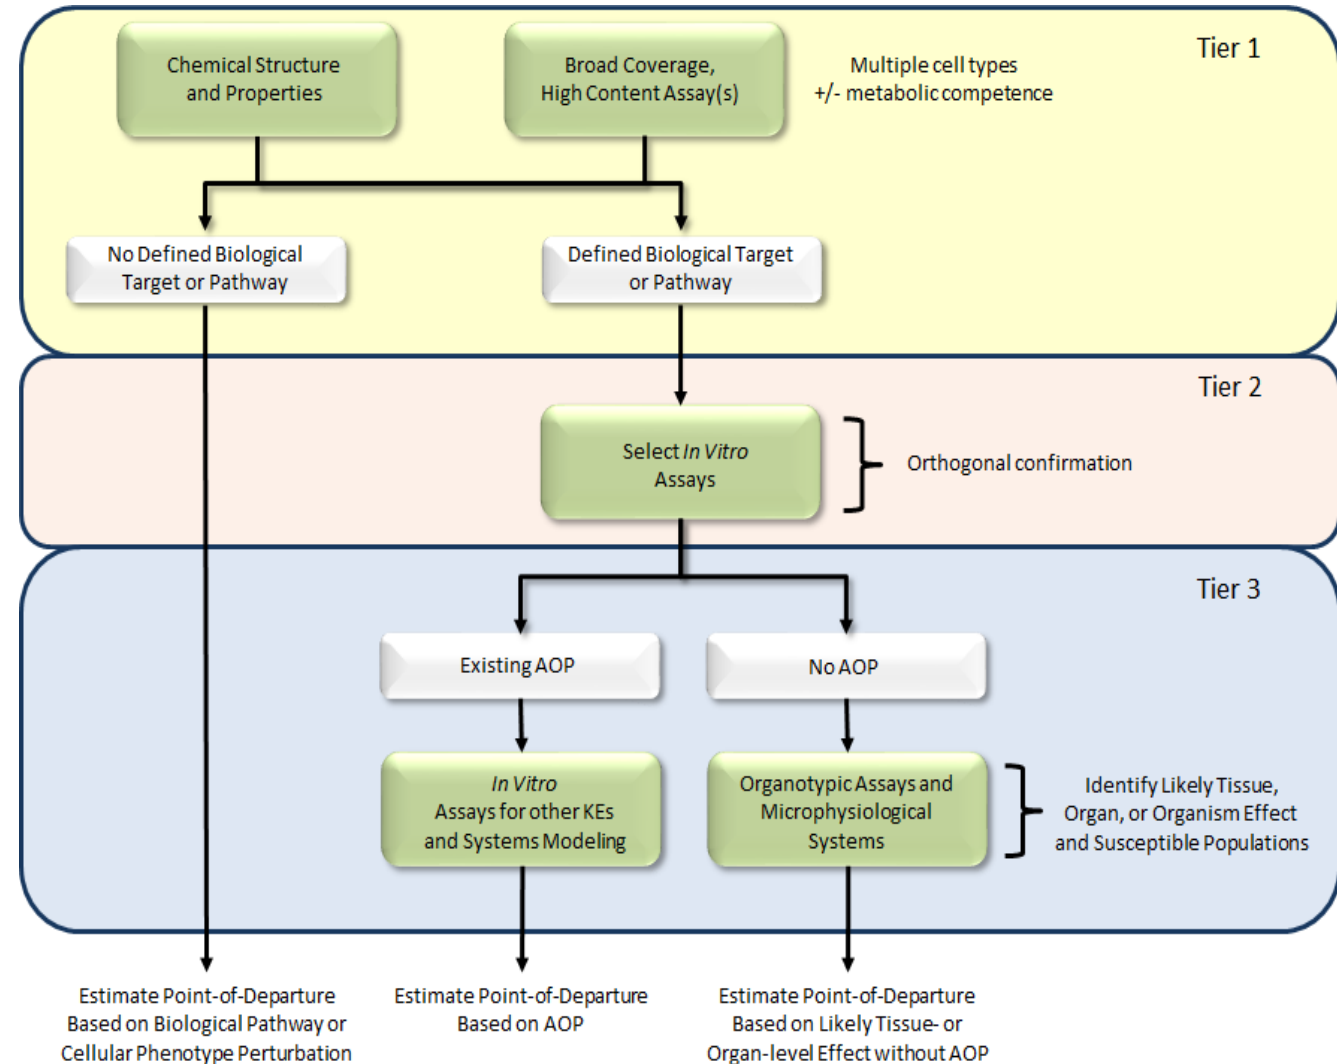 Tier 1
Chemical Structure
and Properties
Broad Coverage,
High Content Assay(s)
Multiple cell types
+/- metabolic competence
No Defined Biological
Target or Pathway
Defined Biological Target
or Pathway
Tier 2
Select In Vitro
Assays
Orthogonal confirmation
Tier 3
Existing AOP
No AOP
In Vitro
Assays for other KEs
and Systems Modeling
Organotypic Assays and
Microphysiological
Systems
Identify Likely Tissue,
Organ, or Organism Effect
and Susceptible Populations
Estimate Point-of-Departure
Based on Biological Pathway or
Cellular Phenotype Perturbation
Estimate Point-of-Departure
Based on AOP
Estimate Point-of-Departure
Based on Likely Tissue- or
Organ-level Effect without AOP